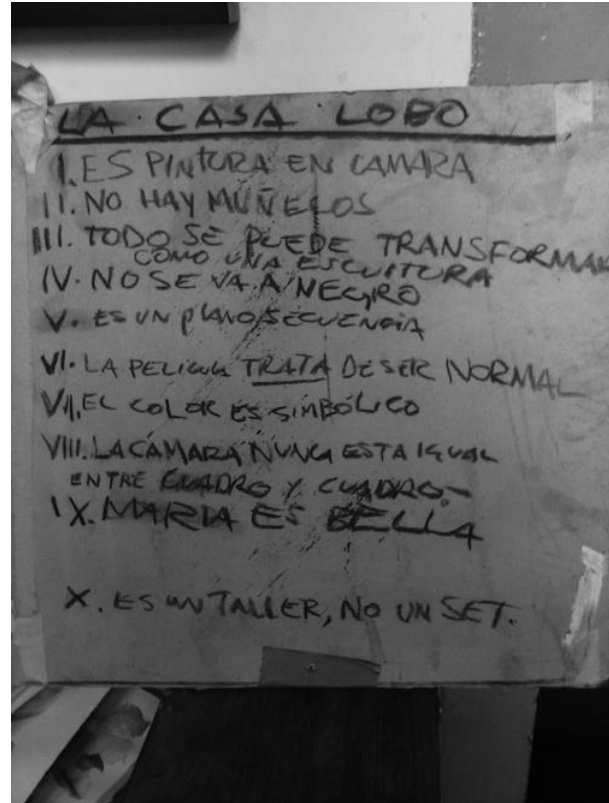 LA CASA LOBO
I. ES PINTURA EN CAMARA
II. NO HAY MUÑECOS
III. TODO SE PUEDE TRANSFORMAR
COMO UNA ESCULTURA
IV. NO SE VA A NEGRO
V. ES UN PLANO SECUENCIA
VI. LA PELICULA TRATA DE SER NORMAL
VII. EL COLOR ES SIMBÓLICO
VIII. LA CÁMARA NUNCA ESTA IGUAL
ENTRE CUADRO Y CUADRO.
IX. MARIA ES BELLA
X. ES UN TALLER, NO UN SET.